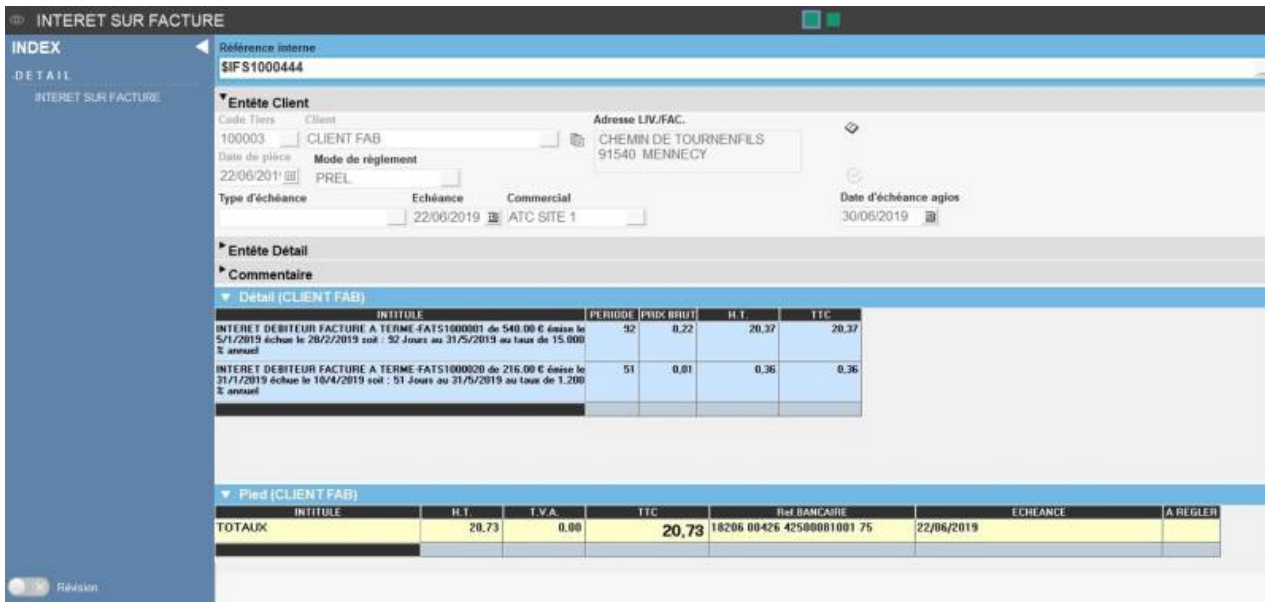 INTERET SUR FACTURE
INDEX
-DETAIL
INTERET SUR FACTURE
Référence interne
$IFS1000444
Entête Client
Code Tiers Client Adresse LIV./FAC.
100003 CLIENT FAB CHEMIN DE TOURNENFILS
91540 MENNECY
Date de pièce Mode de règlement
22/06/201 PREL
Type d'échéance Echéance Commercial Date d'échéance agios
22/06/2019 ATC SITE 1 30/06/2019
Entête Détail
Commentaire
Détail (CLIENT FAB)
INTITULE PERIODE PRIX BRUT H.T. TTC
INTERET DEBITEUR FACTURE A TERME-FATS1000001 de 540.00 € émise le 92 0,22 20,37 20,37
5/1/2019 échue le 28/2/2019 soit : 92 Jours au 31/5/2019 au taux de 15.000
% annuel
INTERET DEBITEUR FACTURE A TERME-FATS1000020 de 216.00 € émise le 51 0,01 0,36 0,36
31/1/2019 échue le 10/4/2019 soit : 51 Jours au 31/5/2019 au taux de 1.200
% annuel
Pied (CLIENT FAB)
INTITULE H.T. T.V.A. TTC Ref.BANCAIRE ECHEANCE A REGLER
TOTAUX 20,73 0,00 20,73 18206 00426 42500081001 75 22/06/2019
Révision